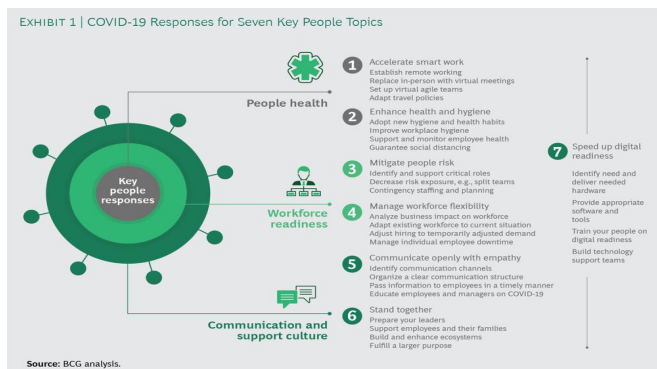 EXHIBIT 1 | COVID-19 Responses for Seven Key People Topics
Key
people
responses
People health
1
Accelerate smart work
Establish remote working
Replace in-person with virtual meetings
Set up virtual agile teams
Adapt travel policies
2
Enhance health and hygiene
Adopt new hygiene and health habits
Improve workplace hygiene
Support and monitor employee health
Guarantee social distancing
Workforce
readiness
3
Mitigate people risk
Identify and support critical roles
Decrease risk exposure, e.g., split teams
Contingency staffing and planning
4
Manage workforce flexibility
Analyze business impact on workforce
Adapt existing workforce to current situation
Adjust hiring to temporarily adjusted demand
Manage individual employee downtime
Communication and
support culture
5
Communicate openly with empathy
Identify communication channels
Organize a clear communication structure
Pass information to employees in a timely manner
Educate employees and managers on COVID-19
6
Stand together
Prepare your leaders
Support employees and their families
Build and enhance ecosystems
Fulfill a larger purpose
7
Speed up digital
readiness
Identify need and
deliver needed
hardware
Provide appropriate
software and
tools
Train your people on
digital readiness
Build technology
support teams
Source: BCG analysis.